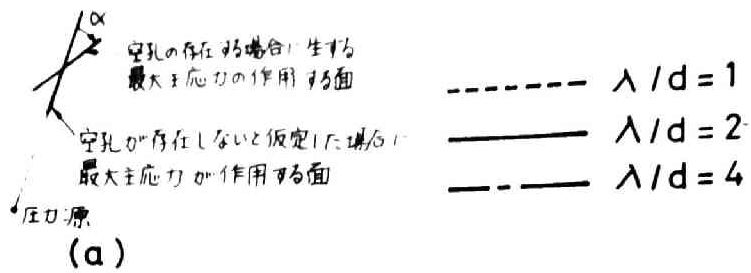 α
空孔の存在する場合に生ずる
最大主応力の作用する面
空孔が存在しないと仮定した場合に
最大主応力が作用する面
圧力源
(a)
λ/d=1
λ/d=2
λ/d=4